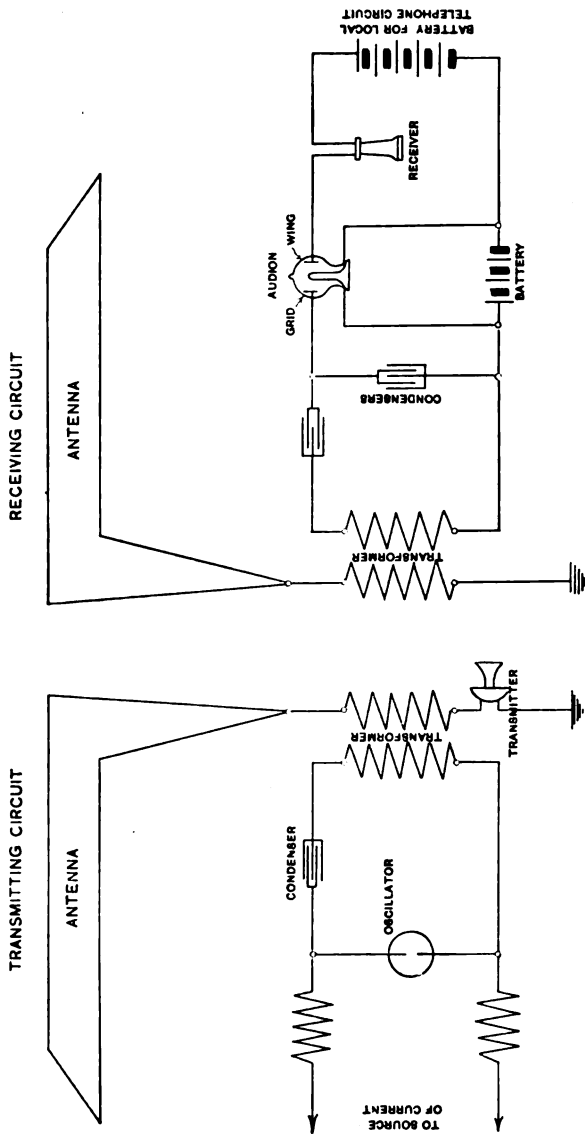 TRANSMITTING CIRCUIT
ANTENNA
CONDENSER
TRANSFORMER
OSCILLATOR
TRANSMITTER
TO SOURCE
OF CURRENT
RECEIVING CIRCUIT
ANTENNA
AUDION
GRID
WING
TRANSFORMER
CONDENSERS
RECEIVER
BATTERY
BATTERY FOR LOCAL
TELEPHONE CIRCUIT